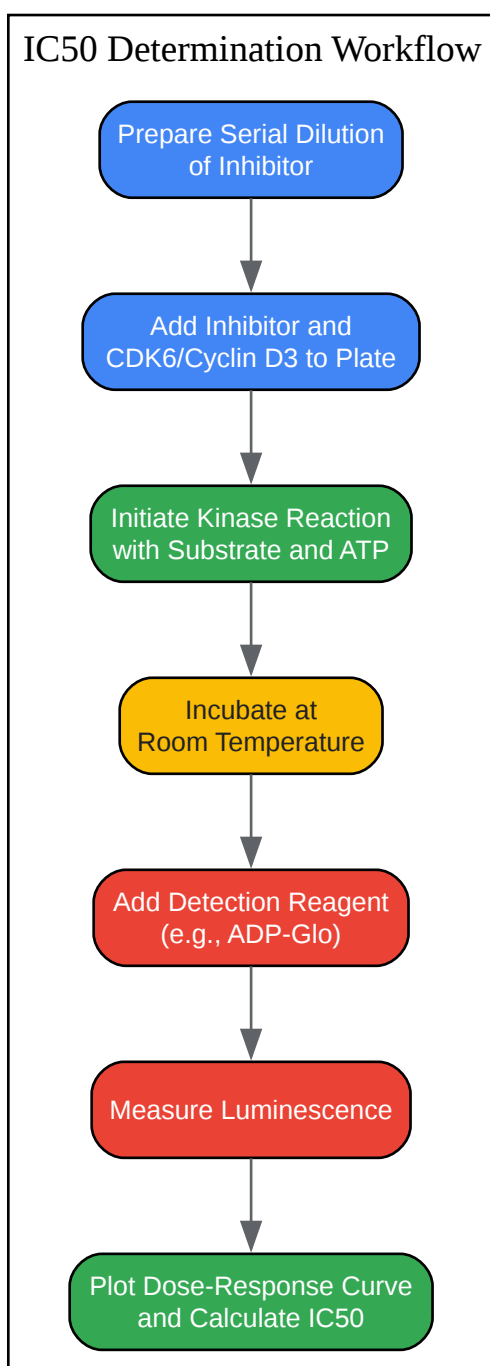 IC50 Determination Workflow
Prepare Serial Dilution
of Inhibitor
Add Inhibitor and
CDK6/Cyclin D3 to Plate
Initiate Kinase Reaction
with Substrate and ATP
Incubate at
Room Temperature
Add Detection Reagent
(e.g., ADP-Glo)
Measure Luminescence
Plot Dose-Response Curve
and Calculate IC50